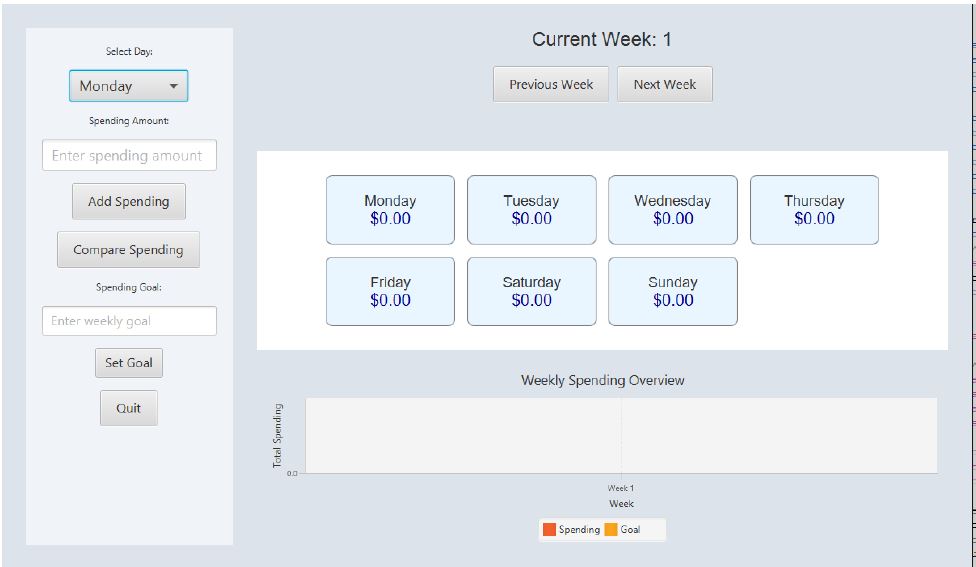 Select Day:
Monday
Spending Amount:
Enter spending amount
Add Spending
Compare Spending
Spending Goal:
Enter weekly goal
Set Goal
Quit
Current Week: 1
Previous Week Next Week
Monday Tuesday Wednesday Thursday
$0.00 $0.00 $0.00 $0.00
Friday Saturday Sunday
$0.00 $0.00 $0.00
Weekly Spending Overview
Total Spending
0.0
Week 1
Week
Spending Goal